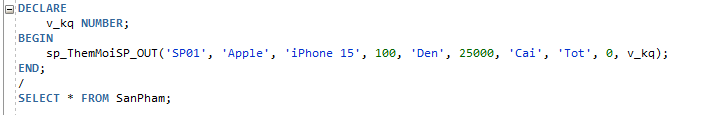 DECLARE
    v_kq NUMBER;
BEGIN
    sp_ThemMoiSP_OUT('SP01', 'Apple', 'iPhone 15', 100, 'Den', 25000, 'Cai', 'Tot', 0, v_kq);
END;
/
SELECT * FROM SanPham;